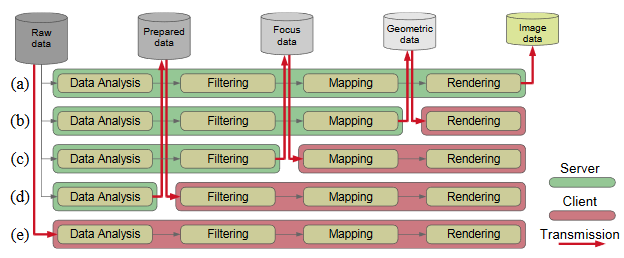 Raw
data
Prepared
data
Focus
data
Geometric
data
Image
data
(a) Data Analysis Filtering Mapping Rendering
(b) Data Analysis Filtering Mapping Rendering
(c) Data Analysis Filtering Mapping Rendering
(d) Data Analysis Filtering Mapping Rendering
(e) Data Analysis Filtering Mapping Rendering
Server
Client
Transmission